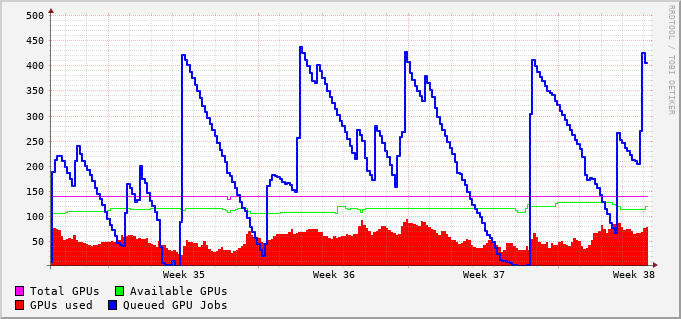 500
450
400
350
300
250
200
150
100
50
Week 35 Week 36 Week 37 Week 38
Total GPUs Available GPUs
GPUs used Queued GPU Jobs
RRDTOOL / TOBI OETIKER